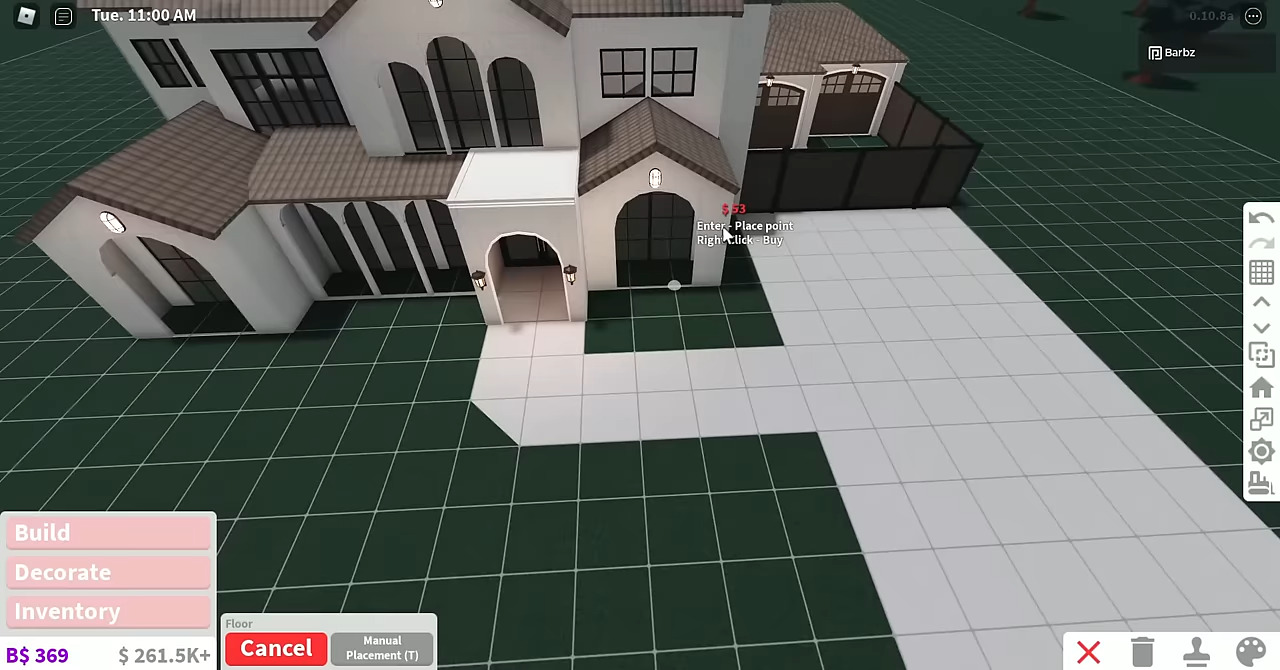 Tue. 11:00 AM
0.10.8a
Barbz
$ 53
Enter - Place point
Right Click - Buy
Build
Decorate
Inventory
B$ 369
$ 261.5K+
Floor
Cancel
Manual
Placement (T)